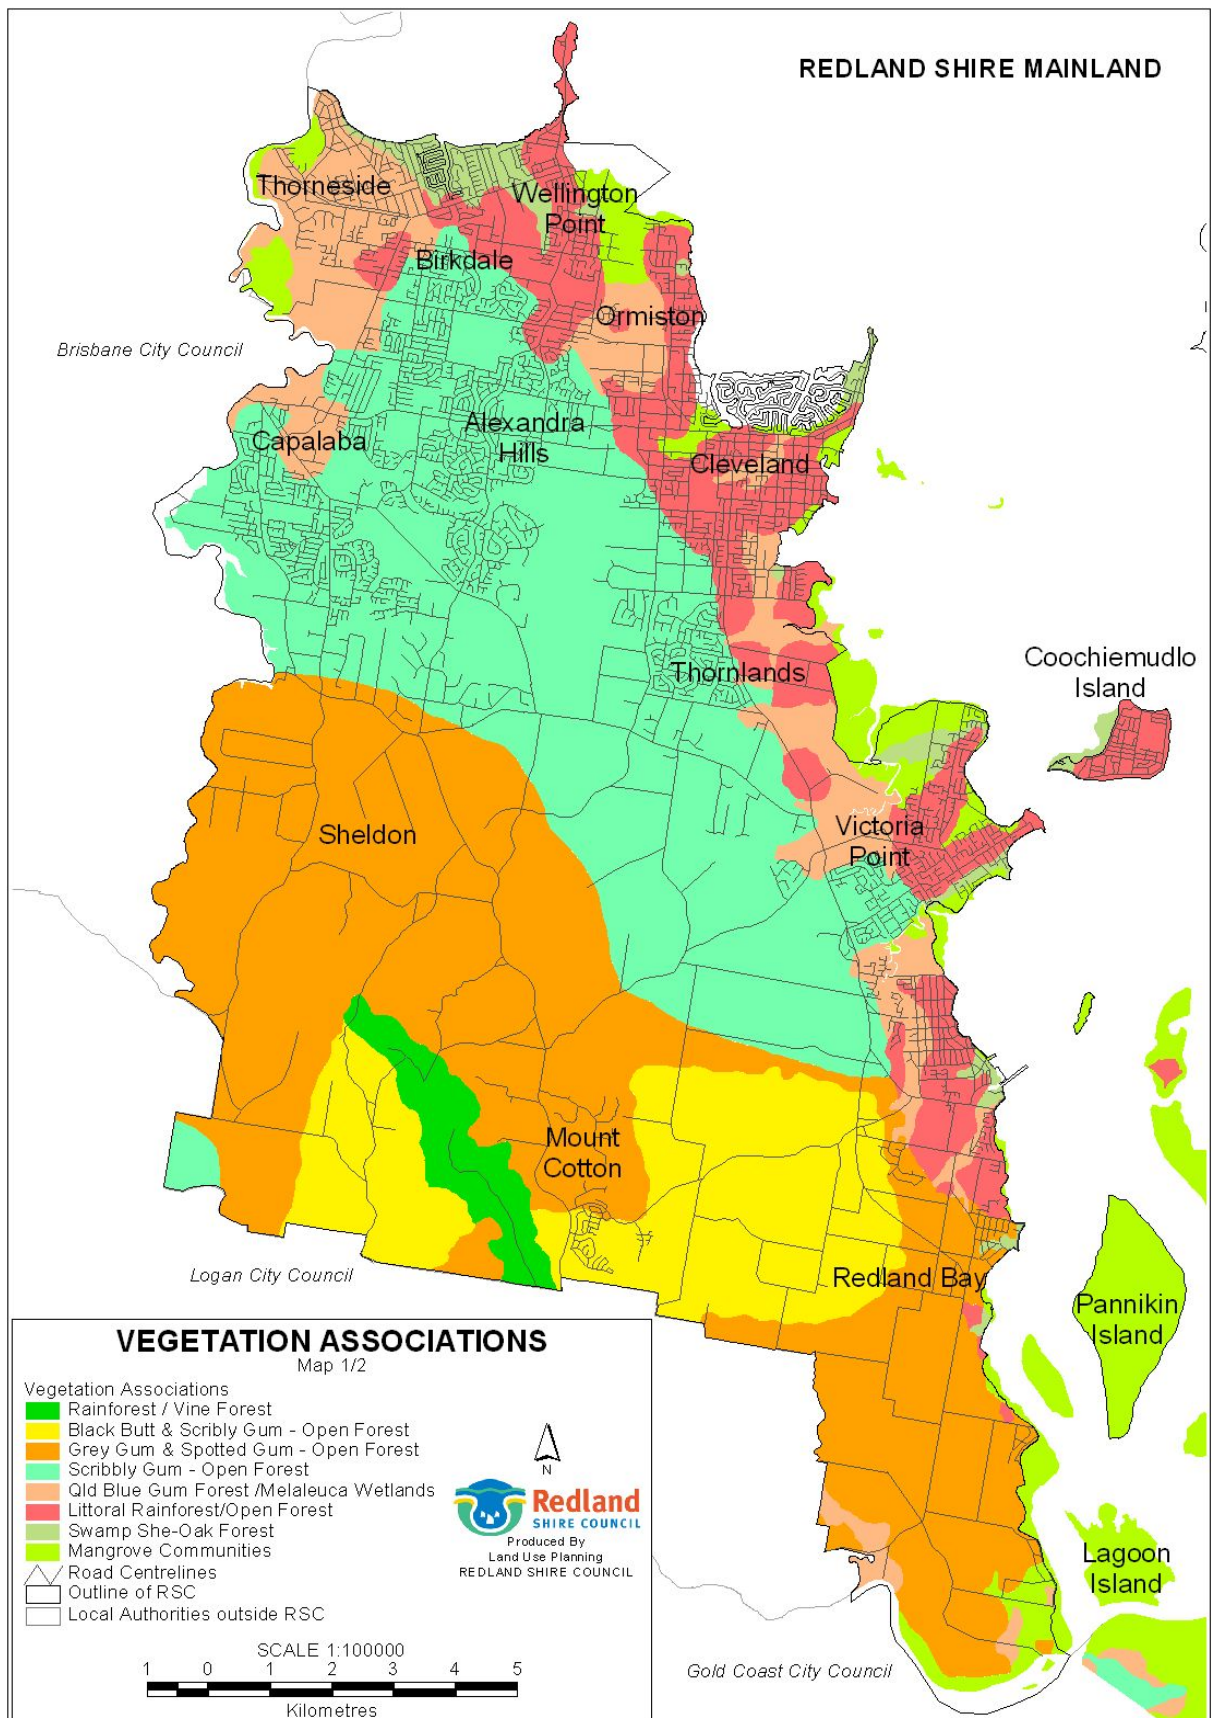 REDLAND SHIRE MAINLAND
Thorneside
Wellington
Point
Birkdale
Ormiston
Brisbane City Council
Alexandra
Hills
Capalaba
Cleveland
Thornlands
Coochiemudlo
Island
Sheldon
Victoria
Point
Mount
Cotton
Redland Bay
Logan City Council
Pannikin
Island
Lagoon
Island
Gold Coast City Council
VEGETATION ASSOCIATIONS
Map 1/2
Vegetation Associations
Rainforest / Vine Forest
Black Butt & Scribly Gum - Open Forest
Grey Gum & Spotted Gum - Open Forest
Scribbly Gum - Open Forest
Qld Blue Gum Forest /Melaleuca Wetlands
Littoral Rainforest/Open Forest
Swamp She-Oak Forest
Mangrove Communities
Road Centrelines
Outline of RSC
Local Authorities outside RSC
N
Redland
SHIRE COUNCIL
Produced By
Land Use Planning
REDLAND SHIRE COUNCIL
SCALE 1:100000
1 0 1 2 3 4 5
Kilometres